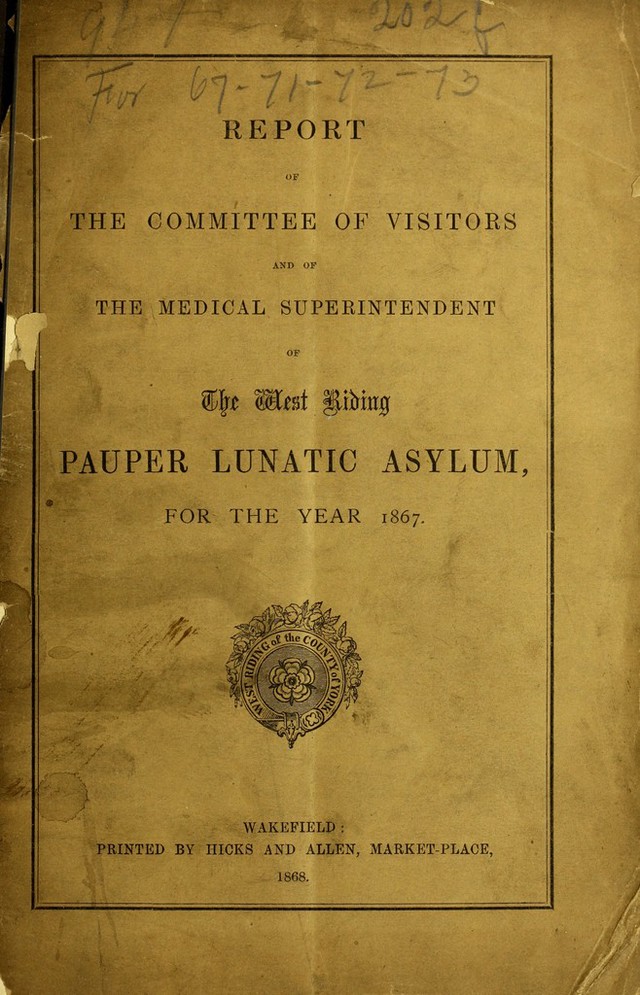 For 67-71-72-73
REPORT
OF
THE COMMITTEE OF VISITORS
AND OF
THE MEDICAL SUPERINTENDENT
OF
The West Riding
PAUPER LUNATIC ASYLUM,
FOR THE YEAR 1867.
WEST RIDING of the COUNTY of YORK
WAKEFIELD:
PRINTED BY HICKS AND ALLEN, MARKET-PLACE,
1868.